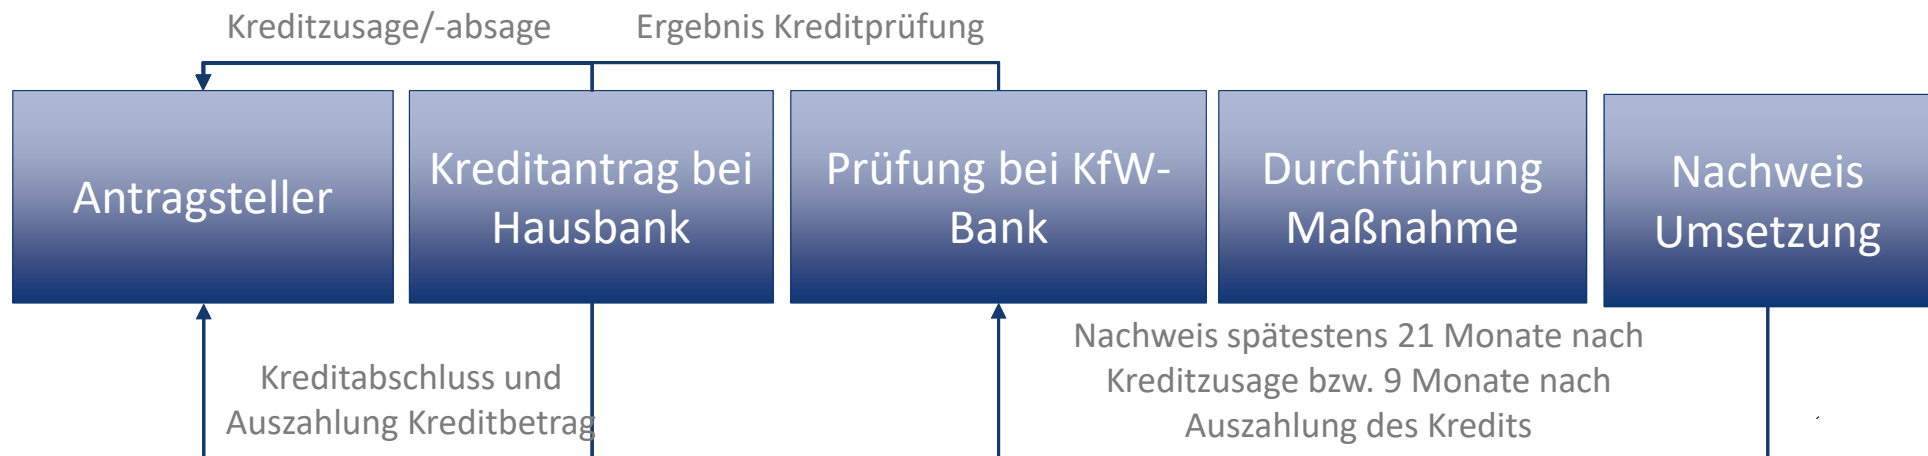 Kreditzusage/-absage
Ergebnis Kreditprüfung
Antragsteller
Kreditantrag bei
Hausbank
Prüfung bei KfW-
Bank
Durchführung
Maßnahme
Nachweis
Umsetzung
Kreditabschluss und
Auszahlung Kreditbetrag
Nachweis spätestens 21 Monate nach
Kreditzusage bzw. 9 Monate nach
Auszahlung des Kredits